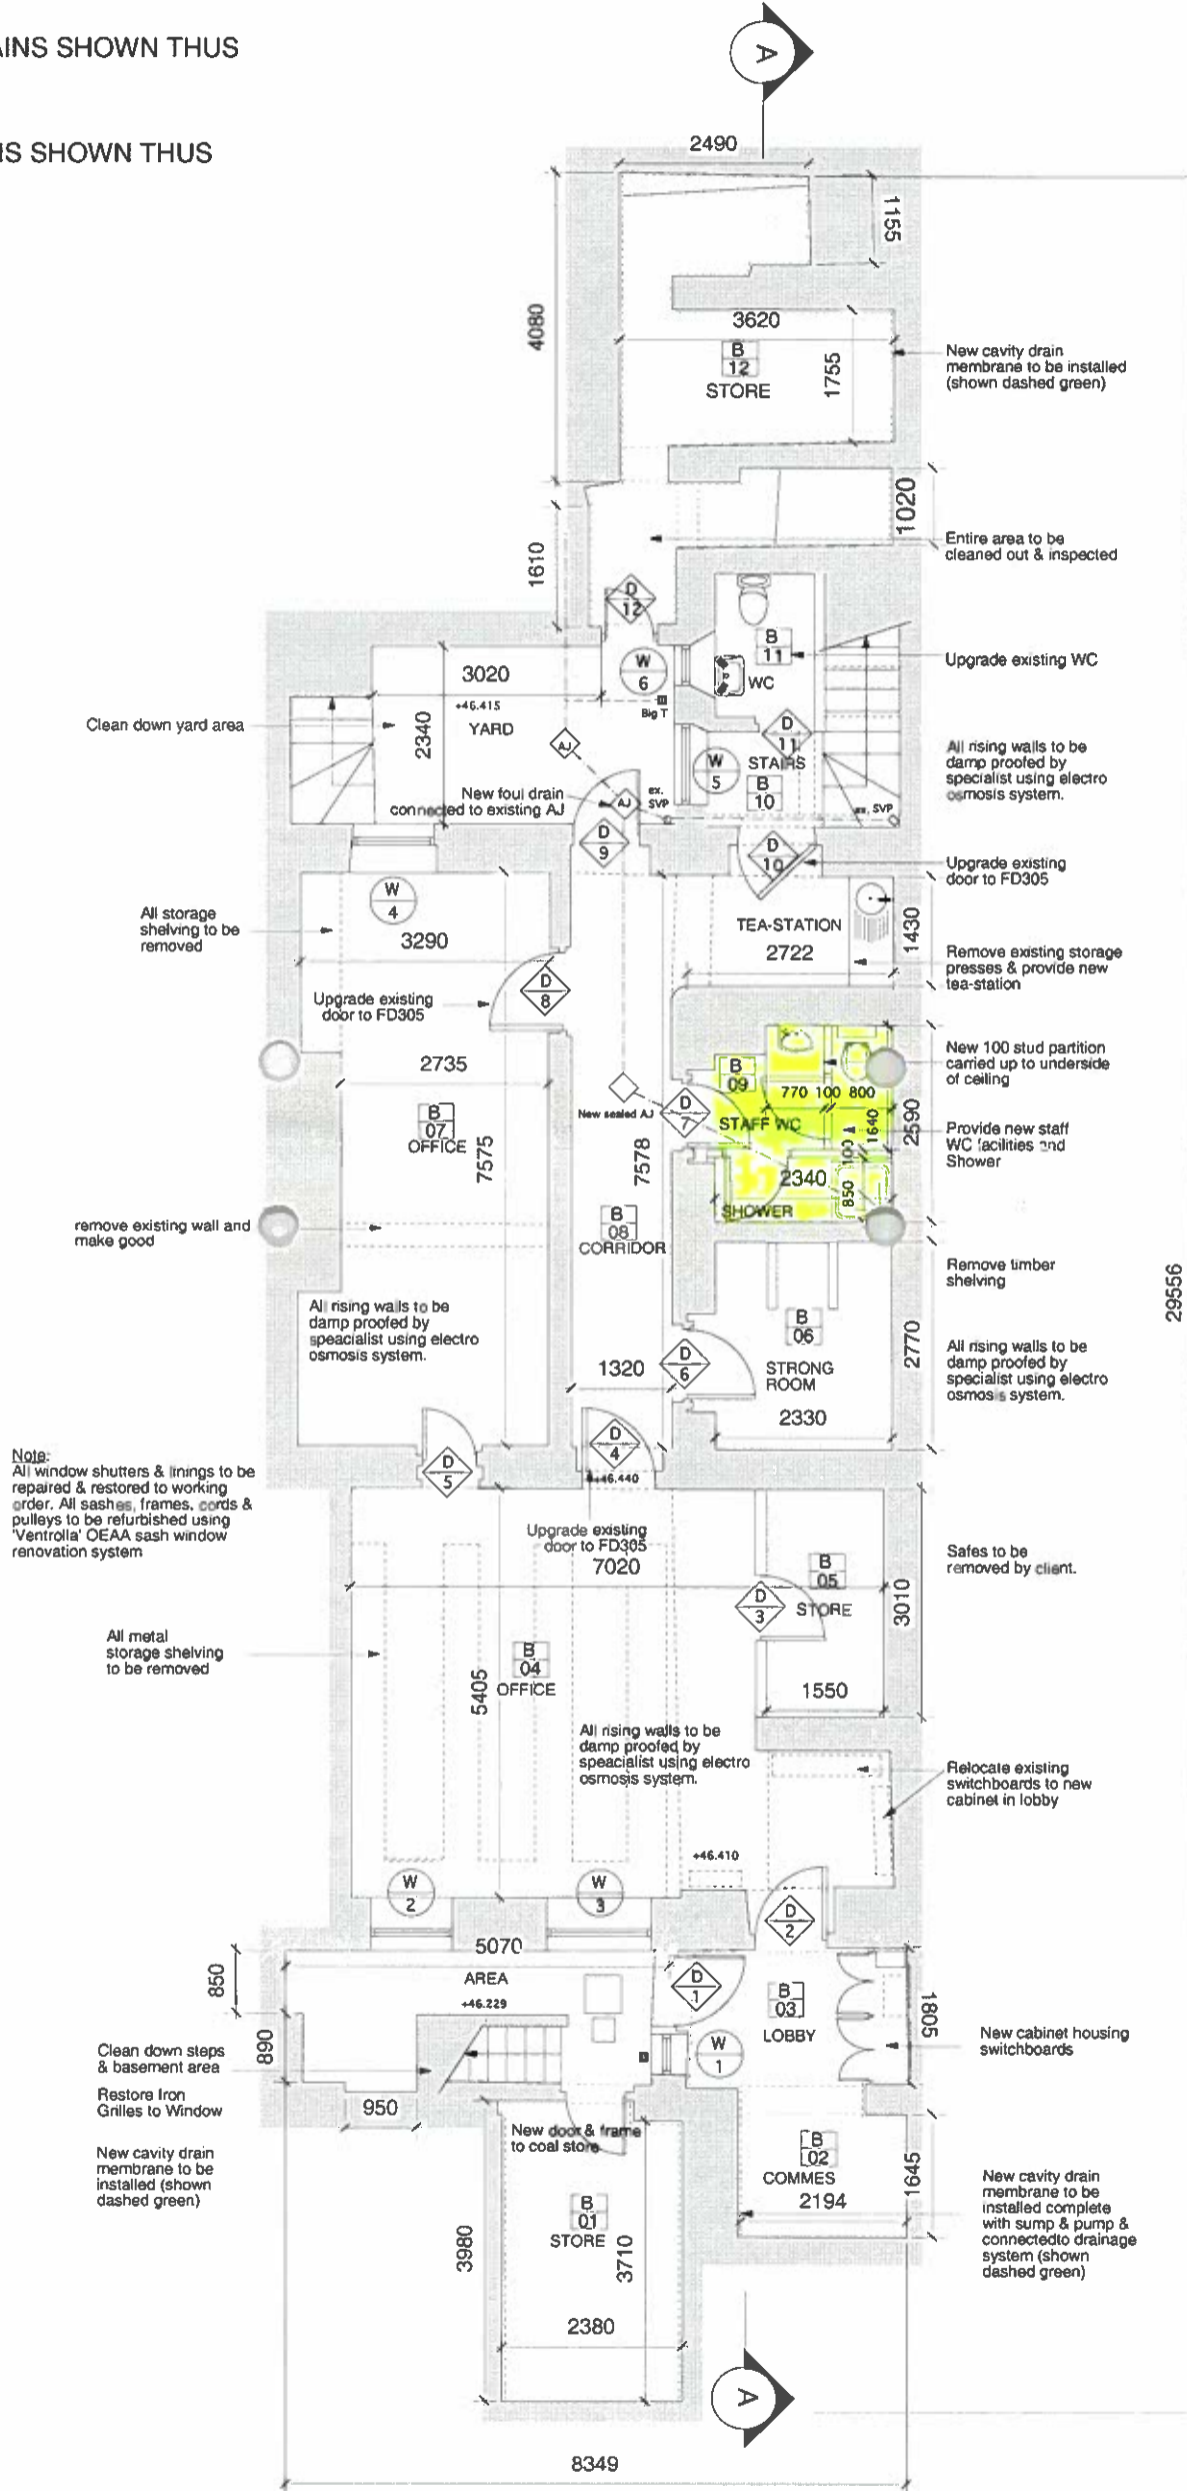 AINS SHOWN THUS
IS SHOWN THUS
A
2490
1155
4080
3620
B
12
STORE
1755
New cavity drain
membrane to be installed
(shown dashed green)
1020
Entire area to be
cleaned out & inspected
1610
D
12
B
11
WC
Upgrade existing WC
W
6
3020
+46.415
YARD
2340
Big T
Clean down yard area
D
11
STAIRS
W
5
B
10
All rising walls to be
damp proofed by
specialist using electro
osmosis system.
AJ
New foul drain
connected to existing AJ
AJ
ex.
SVP
ex. SVP
D
9
D
10
Upgrade existing
door to FD305
W
4
All storage
shelving to be
removed
3290
TEA-STATION
2722
1430
Remove existing storage
presses & provide new
tea-station
D
8
Upgrade existing
door to FD305
2735
New 100 stud partition
carried up to underside
of ceiling
B
09
770 100 800
New sealed AJ
D
7
STAFF WC
1640
2590
Provide new staff
WC facilities and
Shower
B
07
OFFICE
7575
7578
100
2340
850
SHOWER
remove existing wall and
make good
B
08
CORRIDOR
Remove timber
shelving
29556
All rising walls to be
damp proofed by
speacialist using electro
osmosis system.
B
06
STRONG
ROOM
2330
2770
All rising walls to be
damp proofed by
specialist using electro
osmosis system.
1320
D
6
D
4
+46.440
D
5
Note:
All window shutters & linings to be
repaired & restored to working
order. All sashes, frames, cords &
pulleys to be refurbished using
'Ventrolla' OEAA sash window
renovation system
Upgrade existing
door to FD305
7020
B
05
STORE
D
3
3010
Safes to be
removed by client.
All metal
storage shelving
to be removed
B
04
OFFICE
5405
1550
All rising walls to be
damp proofed by
speacialist using electro
osmosis system.
Relocate existing
switchboards to new
cabinet in lobby
+46.410
W
2
W
3
D
2
5070
850
AREA
+46.229
D
1
B
03
LOBBY
1805
890
W
1
New cabinet housing
switchboards
Clean down steps
& basement area
Restore Iron
Grilles to Window
950
New door & frame
to coal store
New cavity drain
membrane to be
installed (shown
dashed green)
B
02
COMMES
2194
1645
New cavity drain
membrane to be
installed complete
with sump & pump &
connectedto drainage
system (shown
dashed green)
B
01
STORE
3980
3710
2380
A
8349